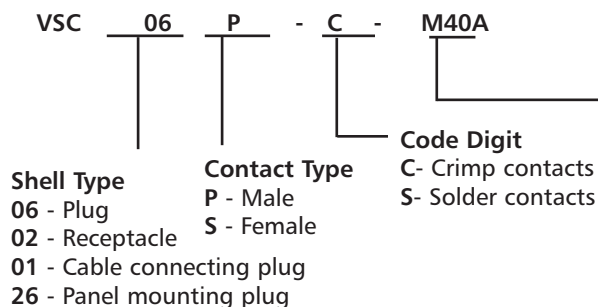 VSC 06 P - C - M40A
Shell Type
06 - Plug
02 - Receptacle
01 - Cable connecting plug
26 - Panel mounting plug
Contact Type
P - Male
S - Female
Code Digit
C- Crimp contacts
S- Solder contacts